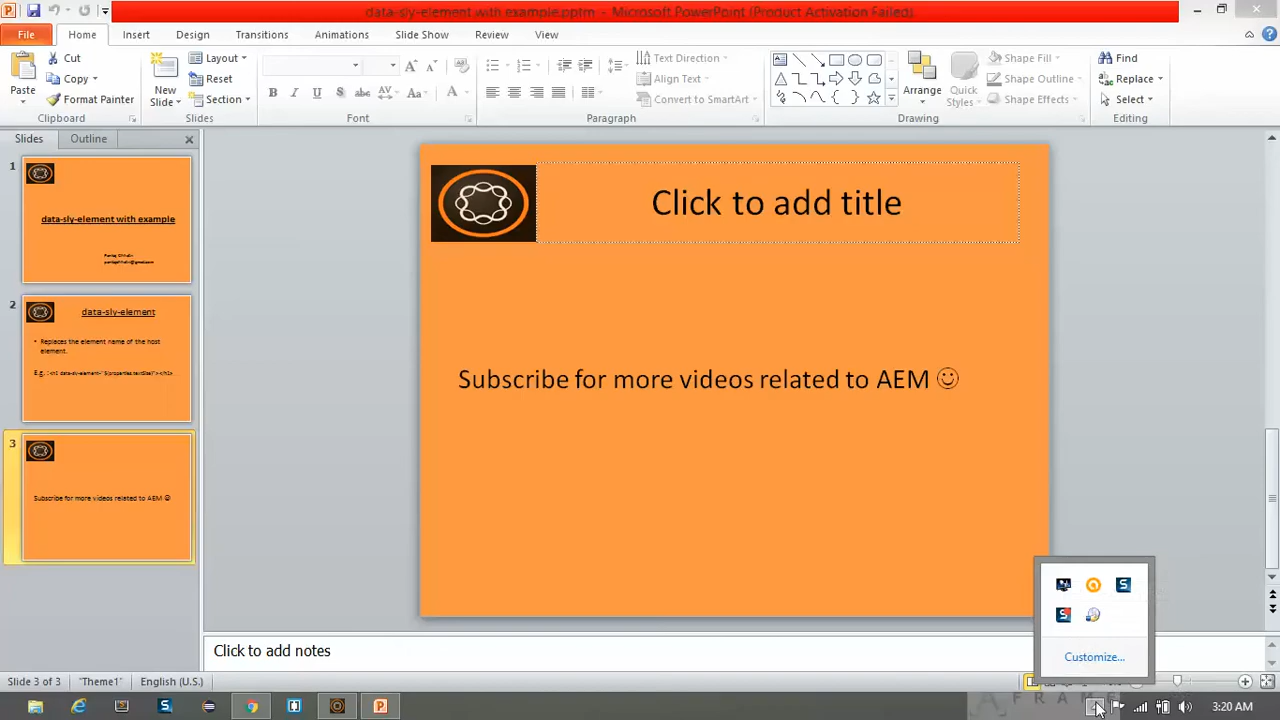 data-sly-element with example.pptm - Microsoft PowerPoint (Product Activation Failed)
File Home Insert Design Transitions Animations Slide Show Review View
Paste
Cut
Copy
Format Painter
Clipboard
New
Slide
Layout
Reset
Section
Slides
Font
Text Direction
Align Text
Convert to SmartArt
Paragraph
Arrange
Quick
Styles
Shape Fill
Shape Outline
Shape Effects
Drawing
Find
Replace
Select
Editing
Slides Outline
1
data-sly-element with example
2
data-sly-element
• Replaces the element name of the host
element.
3
Subscribe for more videos related to AEM ☺
Click to add title
Subscribe for more videos related to AEM ☺
Customize...
Click to add notes
Slide 3 of 3 "Theme1" English (U.S.)
3:20 AM